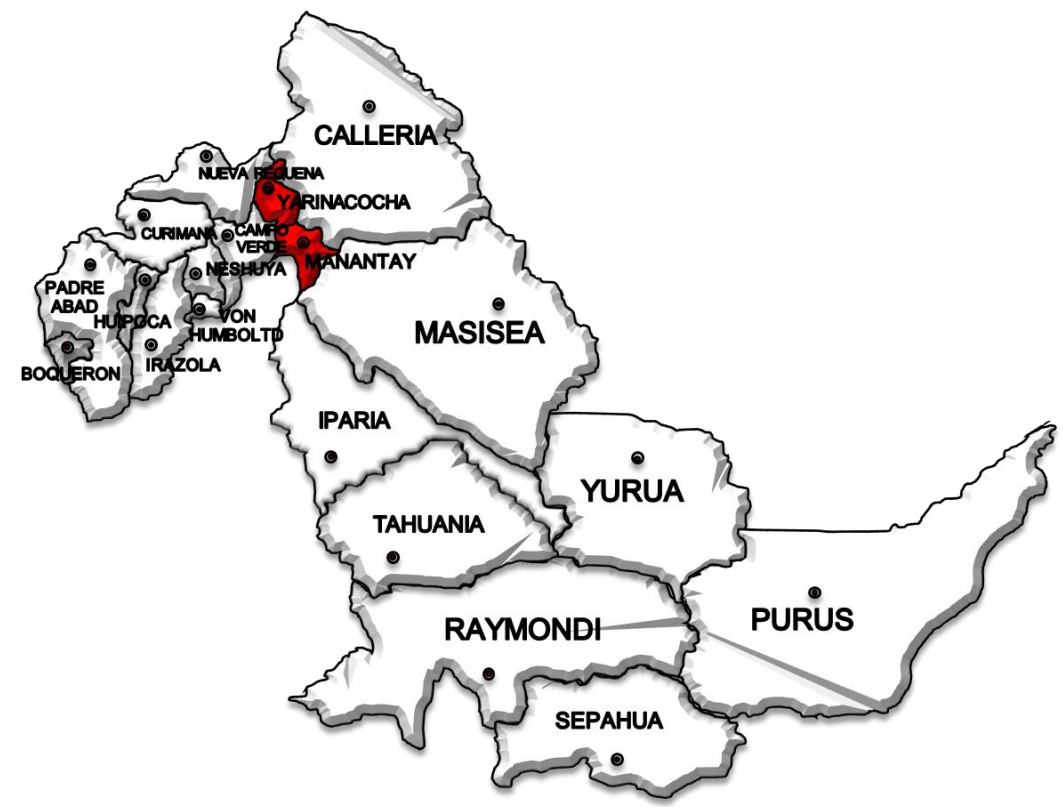 CALLERIA
NUEVA REQUENA
YARINACOCHA
CURIMANA
CAMPO
VERDE
MANANTAY
NESHUYA
PADRE
ABAD
HUIPOCA
VON
HUMBOLTD
MASISEA
IRAZOLA
BOQUERON
IPARIA
YURUA
TAHUANIA
PURUS
RAYMONDI
SEPAHUA